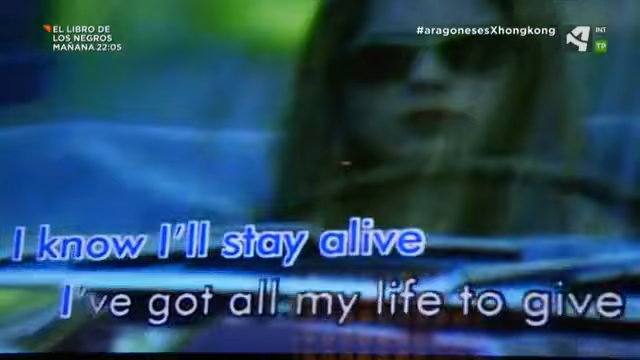 EL LIBRO DE
LOS NEGROS
MAÑANA 22:05
#aragonesesXhongkong
INT
TP
I know I'll stay alive
I've got all my life to give